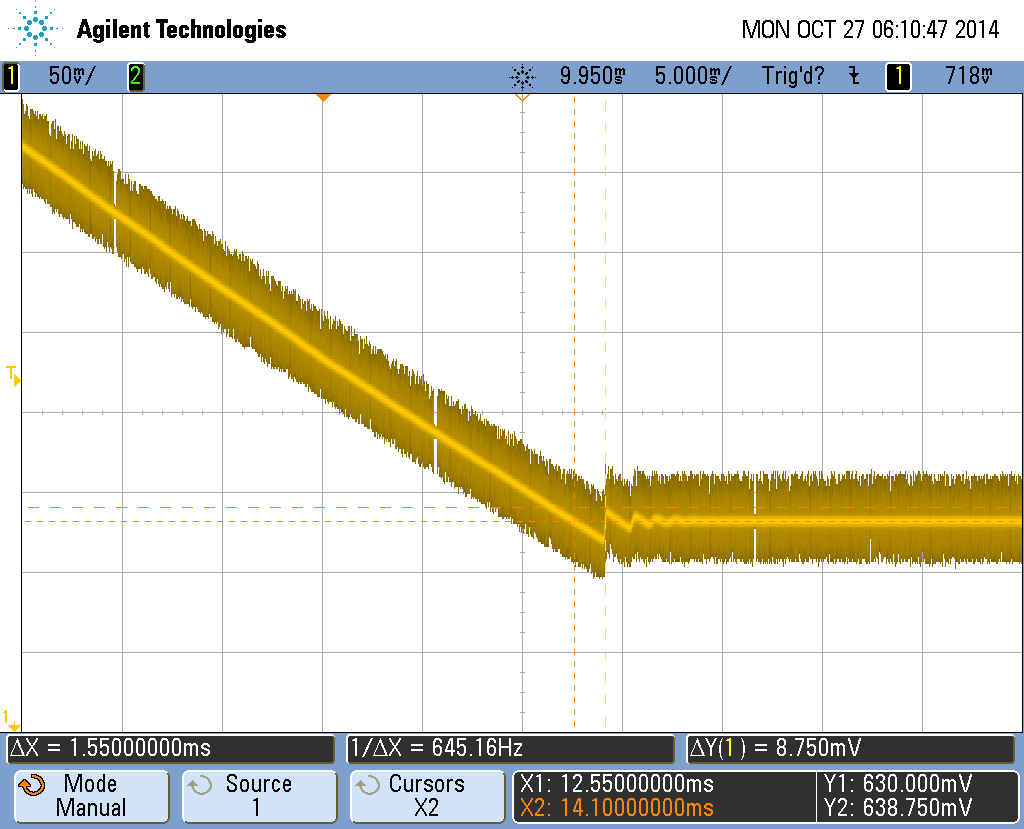 Agilent Technologies
MON OCT 27 06:10:47 2014
1 50mV/ 2 9.950ms 5.000ms/ Trig'd? 1 718mV
T
1
ΔX = 1.55000000ms 1/ΔX = 645.16Hz ΔY(1) = 8.750mV
Mode
Manual
Source
1
Cursors
X2
X1: 12.55000000ms
X2: 14.10000000ms
Y1: 630.000mV
Y2: 638.750mV